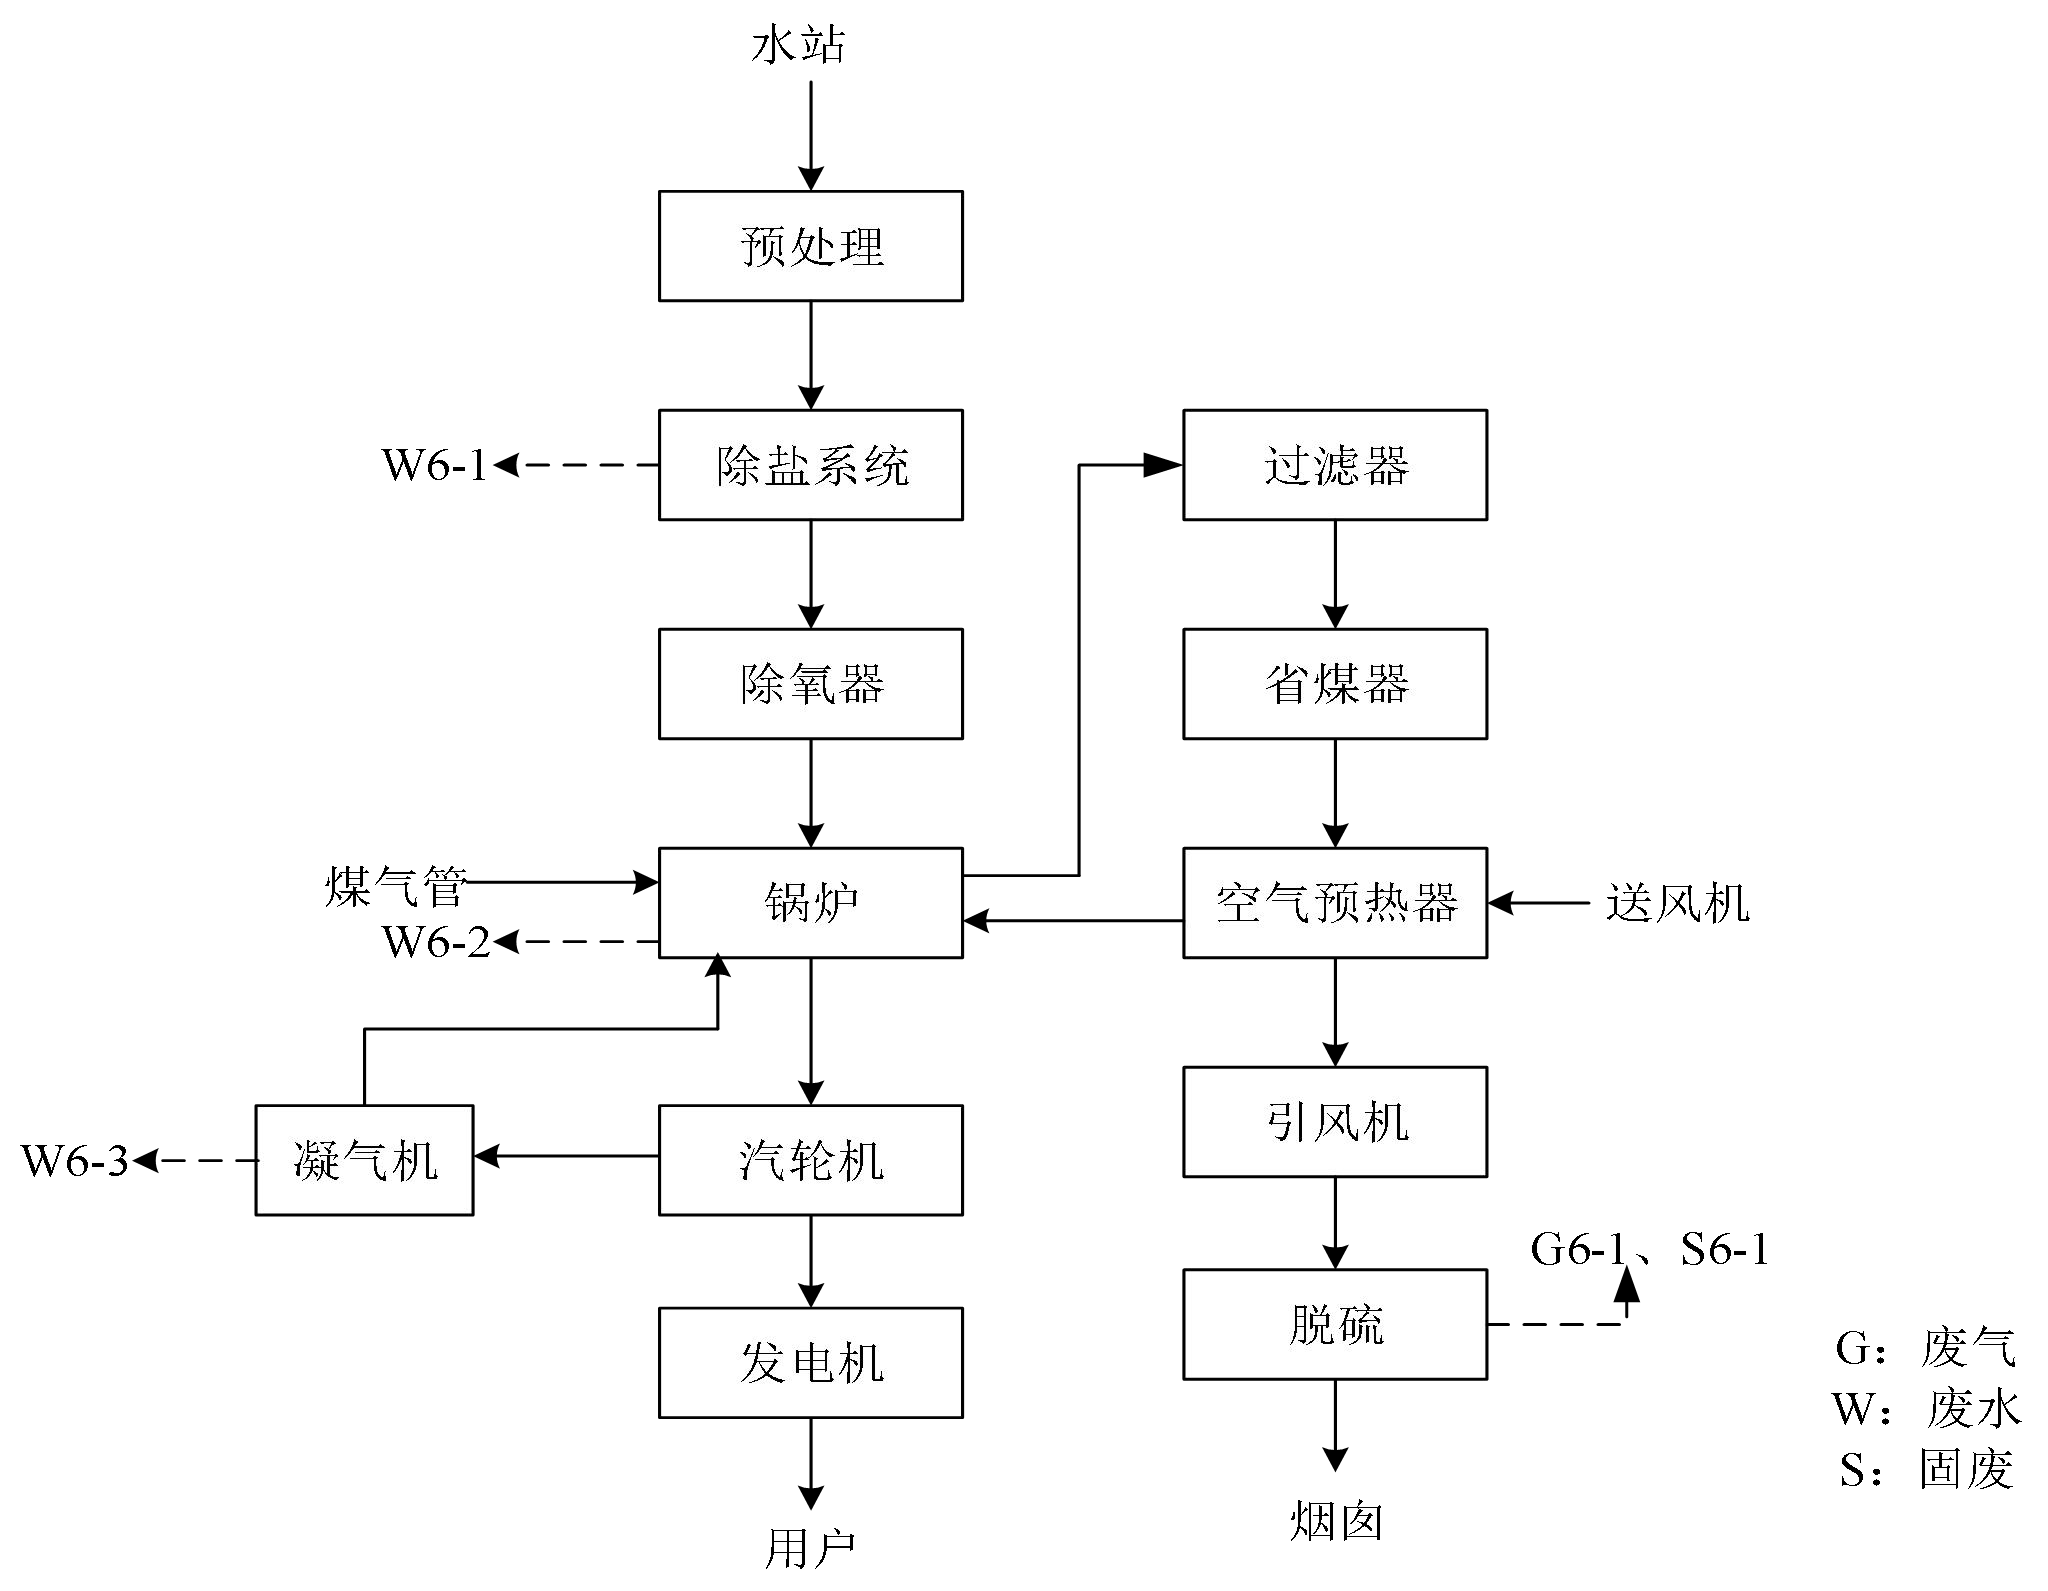 水站
预处理
W6-1
除盐系统
过滤器
除氧器
省煤器
煤气管
锅炉
空气预热器
送风机
W6-2
引风机
W6-3
凝气机
汽轮机
G6-1、S6-1
脱硫
发电机
G：废气
W：废水
S：固废
烟囱
用户